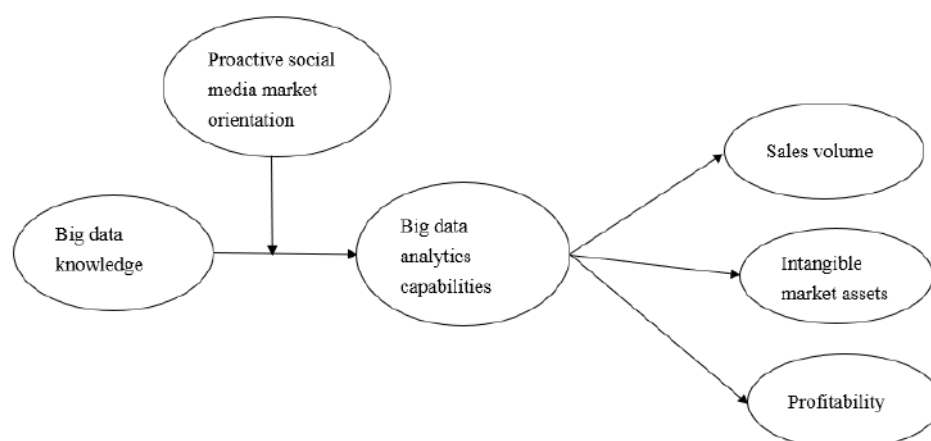 Proactive social
media market
orientation
Sales volume
Big data
knowledge
Big data
analytics
capabilities
Intangible
market assets
Profitability